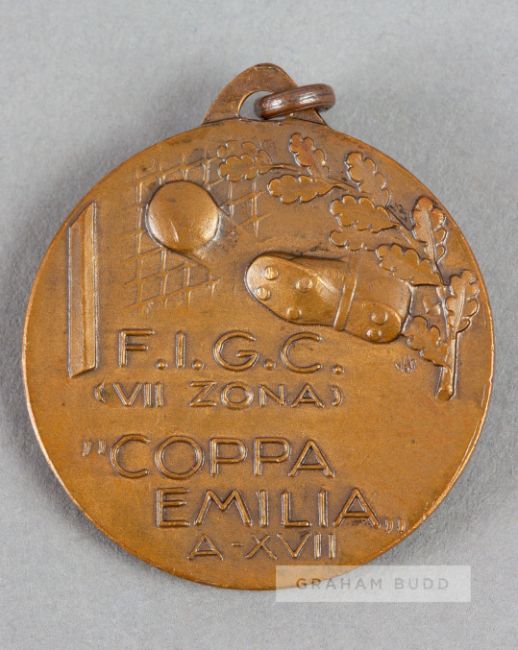 F.I.G.C.
(VII ZONA)
"COPPA
EMILIA„
A-XVII
GRAHAM BUDD